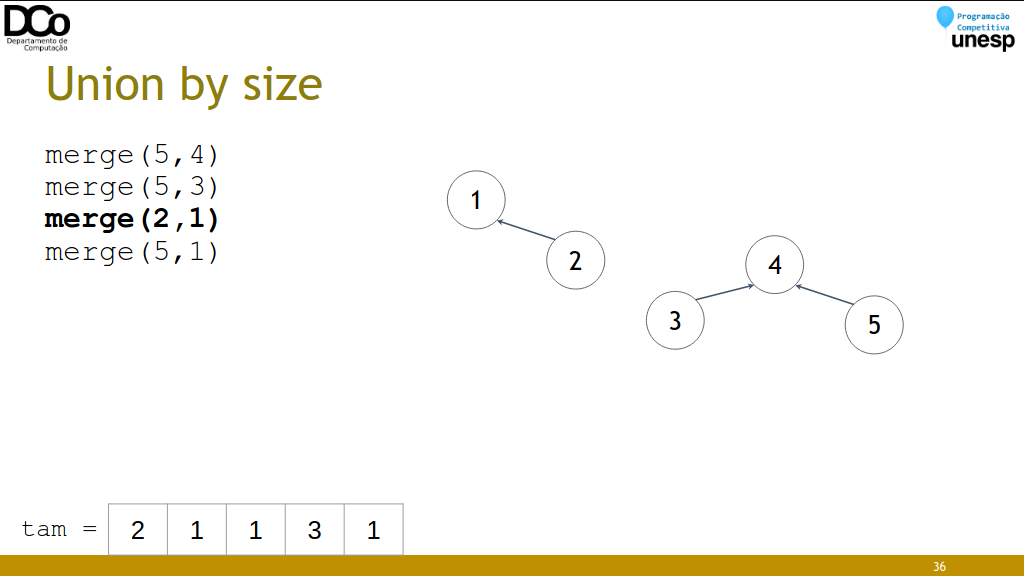 DCo
Departamento de
Computação
Programação
Competitiva
unesp
Union by size
merge(5,4)
merge(5,3)
merge(2,1)
merge(5,1)
1
2
4
3
5
tam = 2 1 1 3 1
36